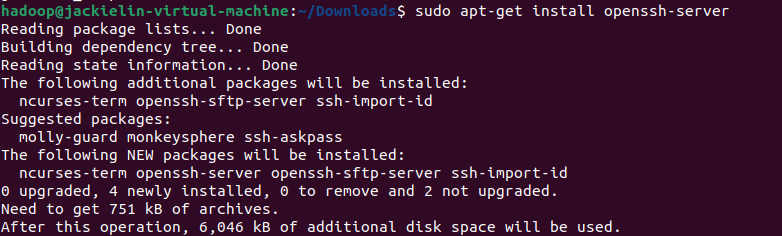 hadoop@jackielin-virtual-machine:~/Downloads$ sudo apt-get install openssh-server
Reading package lists... Done
Building dependency tree... Done
Reading state information... Done
The following additional packages will be installed:
  ncurses-term openssh-sftp-server ssh-import-id
Suggested packages:
  molly-guard monkeysphere ssh-askpass
The following NEW packages will be installed:
  ncurses-term openssh-server openssh-sftp-server ssh-import-id
0 upgraded, 4 newly installed, 0 to remove and 2 not upgraded.
Need to get 751 kB of archives.
After this operation, 6,046 kB of additional disk space will be used.